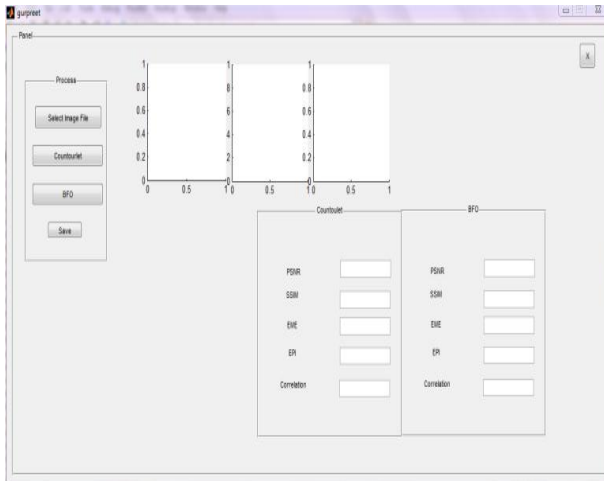 gurpreet
Panel
X
Process
Select Image File
Countourlet
BFO
Save
1
0.8
0.6
0.4
0.2
0
0 0.5 1
1
8
6
4
2
0
0 0.5 1
1
0.8
0.6
0.4
0.2
0
0 0.5 1
Countoulet
PSNR
SSIM
EME
EPI
Correlation
BFO
PSNR
SSIM
EME
EPI
Correlation